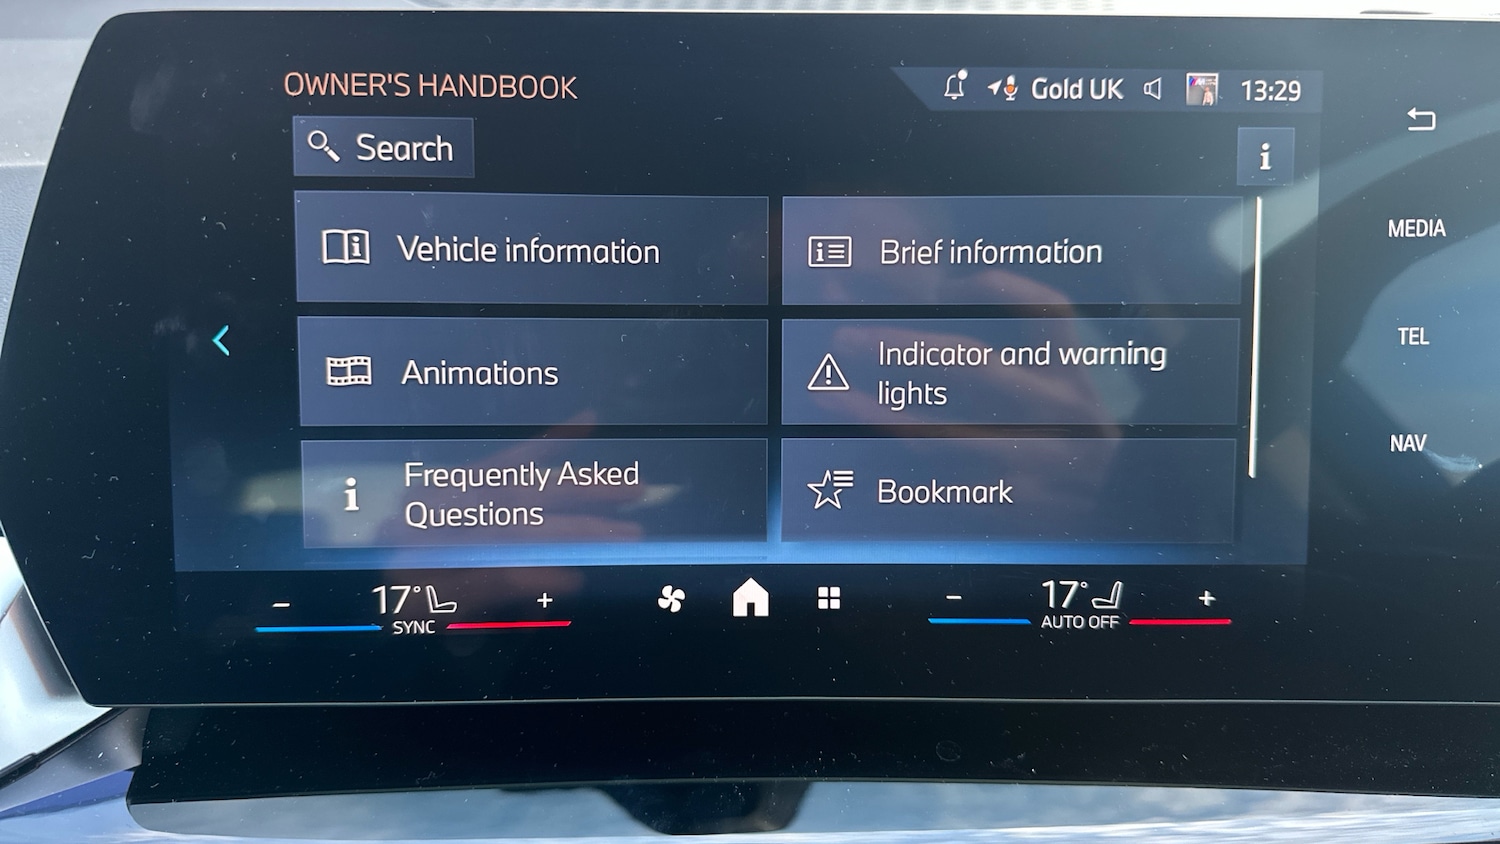 OWNER'S HANDBOOK
Gold UK
13:29
Search
i
Vehicle information
Brief information
MEDIA
Animations
Indicator and warning
lights
TEL
Frequently Asked
Questions
Bookmark
NAV
− 17° +
SYNC
− 17° +
AUTO OFF